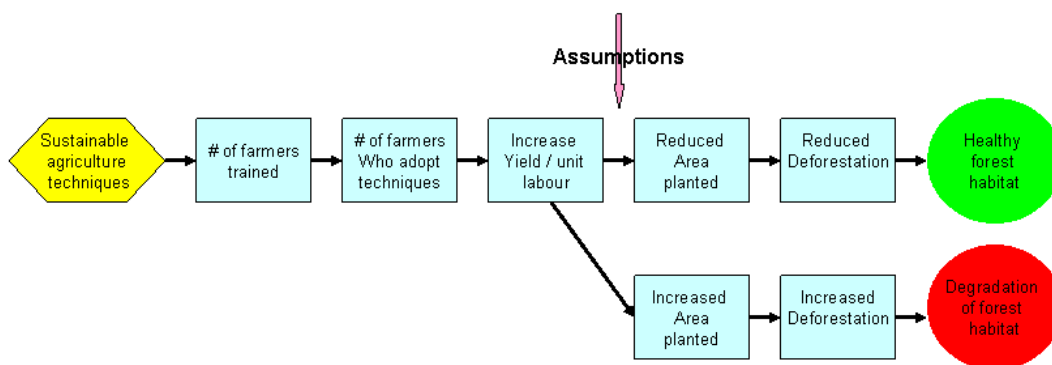 Assumptions
Sustainable
agriculture
techniques
# of farmers
trained
# of farmers
Who adopt
techniques
Increase
Yield / unit
labour
Reduced
Area
planted
Reduced
Deforestation
Healthy
forest
habitat
Increased
Area
planted
Increased
Deforestation
Degradation
of forest
habitat